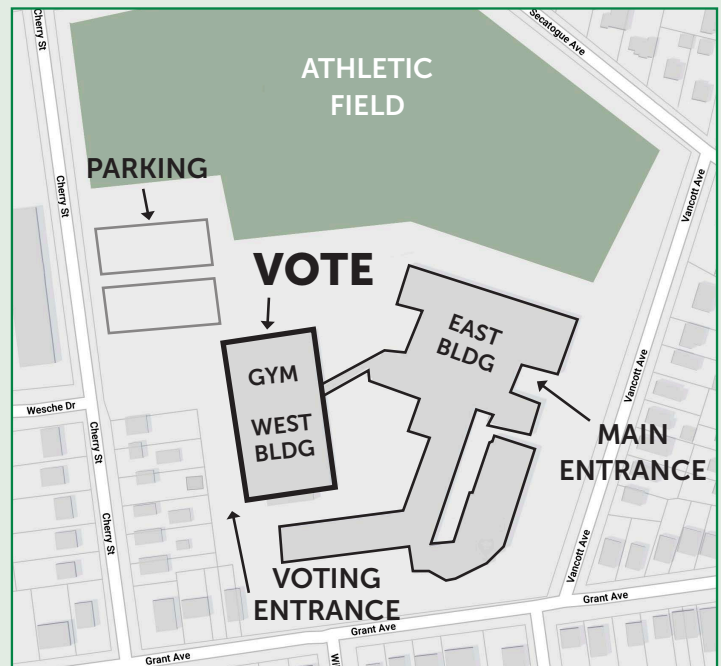 Cherry St
Secatogue Ave
ATHLETIC
FIELD
PARKING
Cherry St
Vancott Ave
VOTE
EAST
BLDG
GYM
WEST
BLDG
Vancott Ave
Wesche Dr
Cherry St
MAIN
ENTRANCE
Cherry St
Vancott Ave
VOTING
ENTRANCE
Grant Ave
Grant Ave
Grant Ave